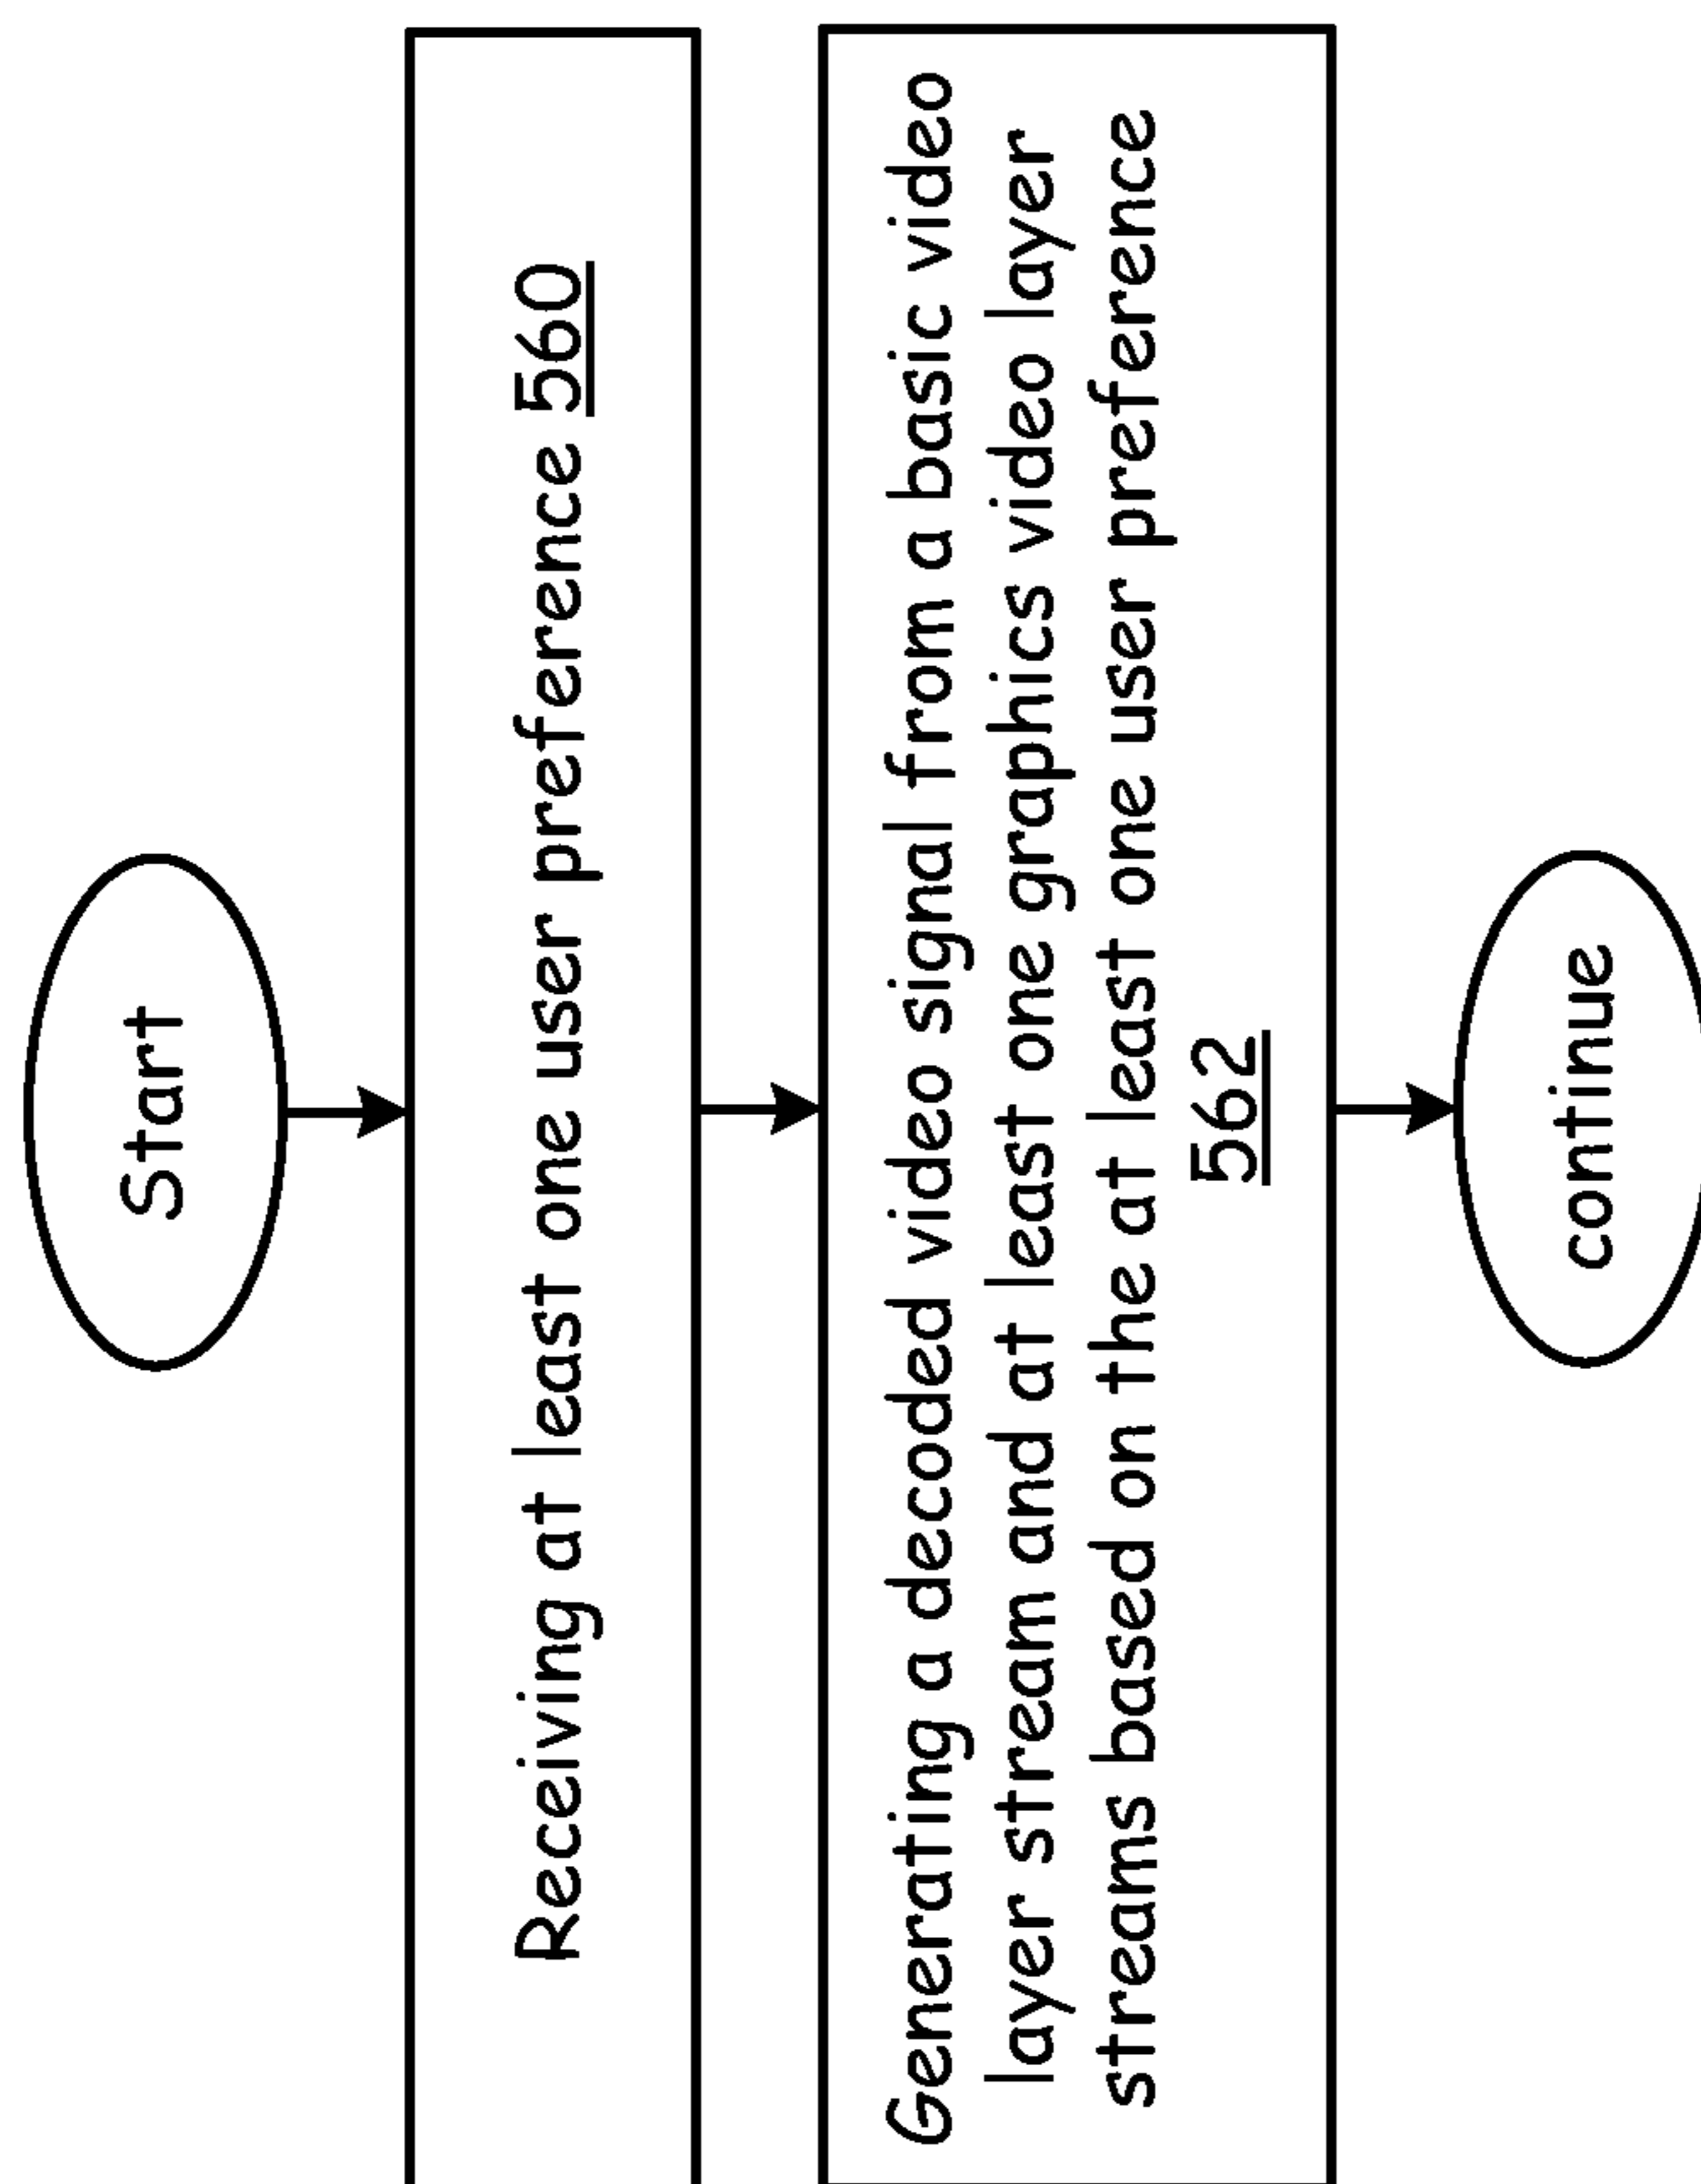 Start
Receiving at least one user preference 560
Generating a decoded video signal from a basic video
layer stream and at least one graphics video layer
streams based on the at least one user preference
562
continue